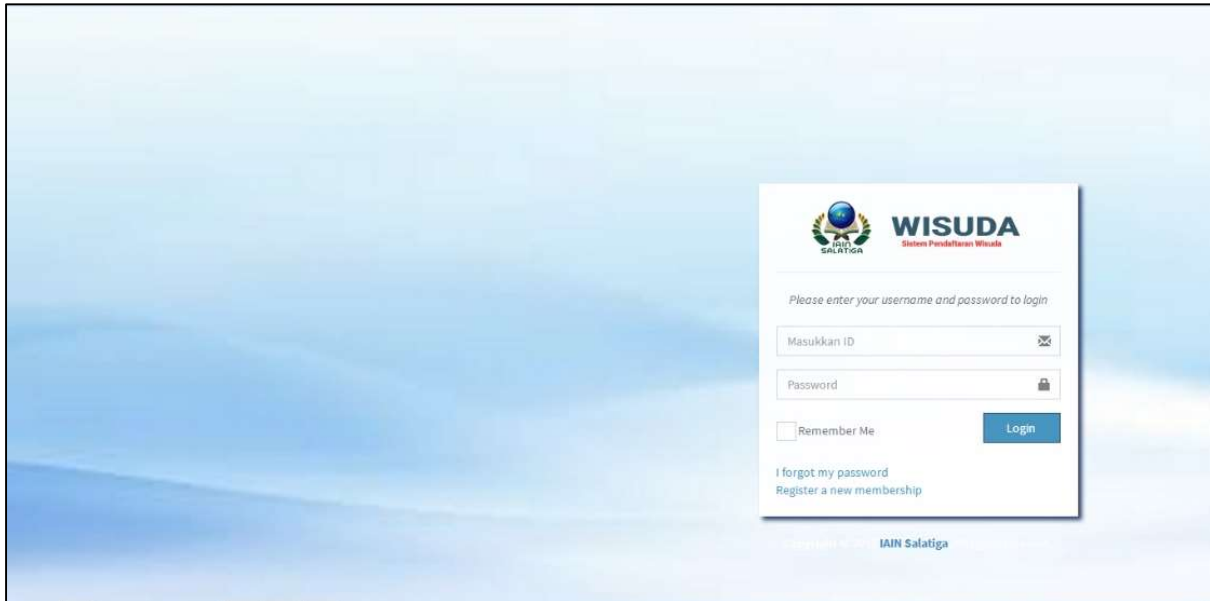 IAIN
SALATIGA
WISUDA
Sistem Pendaftaran Wisuda
Please enter your username and password to login
Masukkan ID
Password
Remember Me
Login
I forgot my password
Register a new membership
IAIN Salatiga